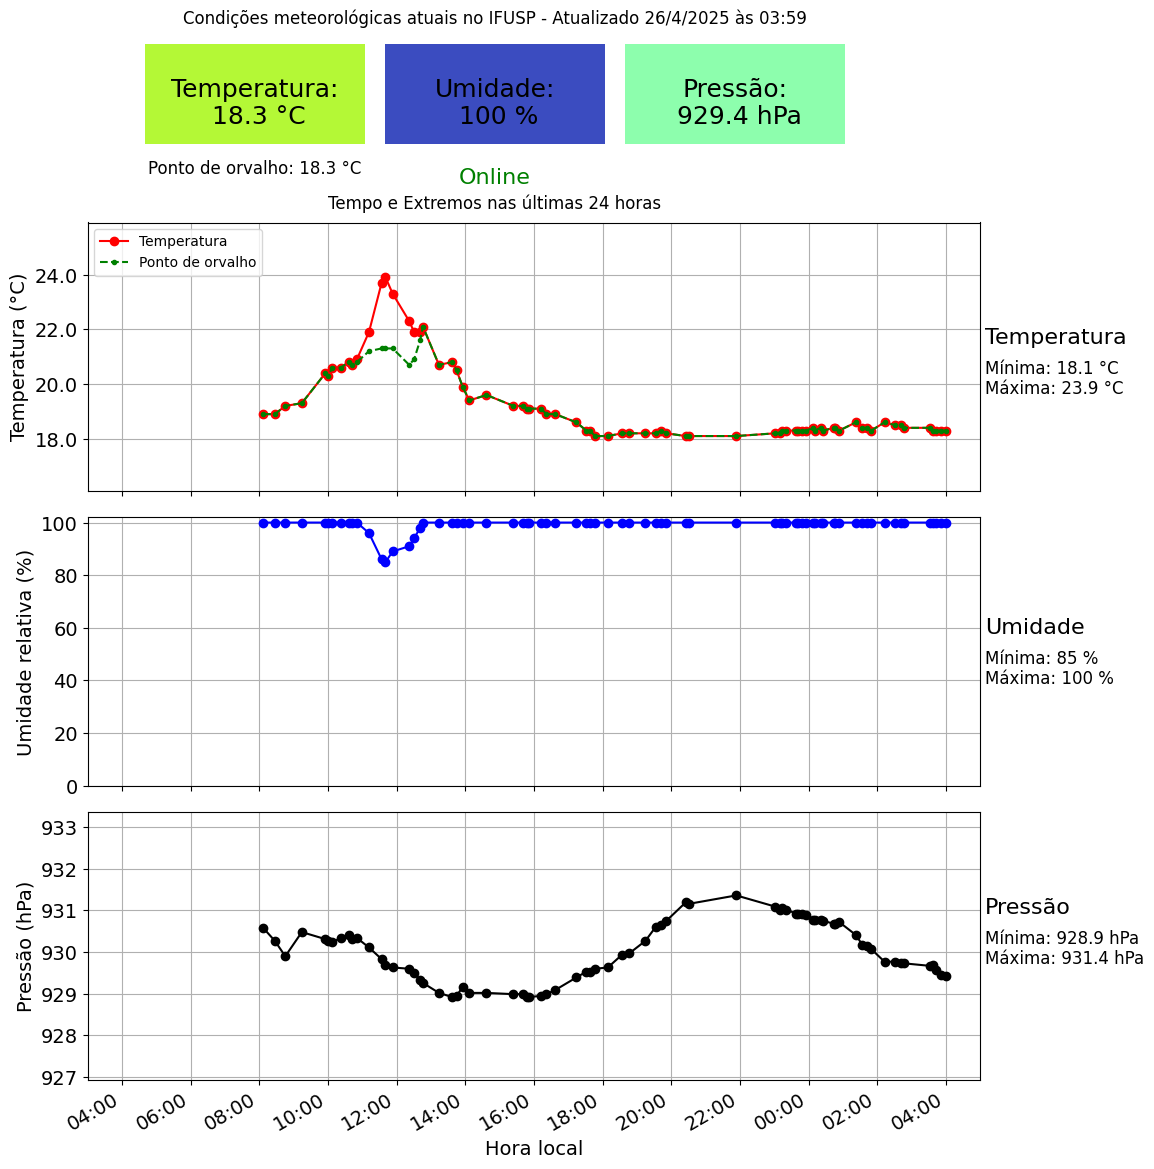 Condições meteorológicas atuais no IFUSP - Atualizado 26/4/2025 às 03:59
Temperatura:
18.3 °C
Umidade:
100 %
Pressão:
929.4 hPa
Ponto de orvalho: 18.3 °C
Online
Tempo e Extremos nas últimas 24 horas
Temperatura
Ponto de orvalho
Temperatura (°C)
24.0
22.0
20.0
18.0
Temperatura
Mínima: 18.1 °C
Máxima: 23.9 °C
Umidade relativa (%)
100
80
60
40
20
0
Umidade
Mínima: 85 %
Máxima: 100 %
Pressão (hPa)
933
932
931
930
929
928
927
Pressão
Mínima: 928.9 hPa
Máxima: 931.4 hPa
04:00
06:00
08:00
10:00
12:00
14:00
16:00
18:00
20:00
22:00
00:00
02:00
04:00
Hora local